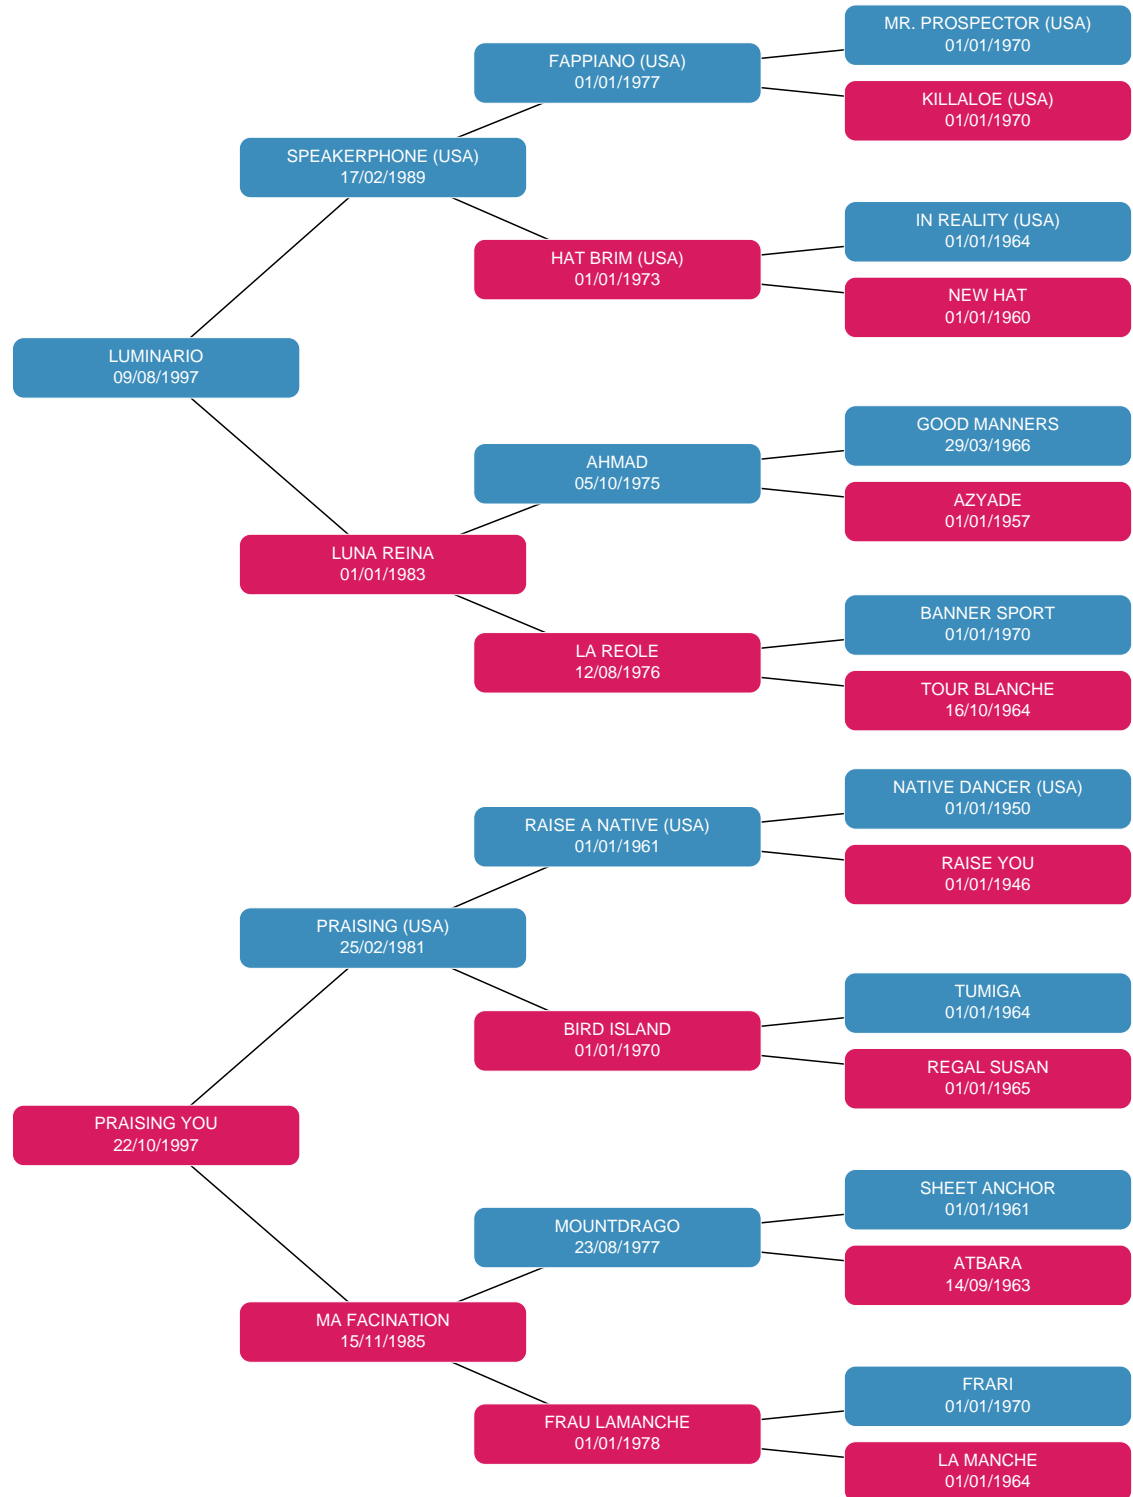 MR. PROSPECTOR (USA)
01/01/1970
FAPPIANO (USA)
01/01/1977
KILLALOE (USA)
01/01/1970
SPEAKERPHONE (USA)
17/02/1989
IN REALITY (USA)
01/01/1964
HAT BRIM (USA)
01/01/1973
NEW HAT
01/01/1960
LUMINARIO
09/08/1997
GOOD MANNERS
29/03/1966
AHMAD
05/10/1975
AZYADE
01/01/1957
LUNA REINA
01/01/1983
BANNER SPORT
01/01/1970
LA REOLE
12/08/1976
TOUR BLANCHE
16/10/1964
NATIVE DANCER (USA)
01/01/1950
RAISE A NATIVE (USA)
01/01/1961
RAISE YOU
01/01/1946
PRAISING (USA)
25/02/1981
TUMIGA
01/01/1964
BIRD ISLAND
01/01/1970
REGAL SUSAN
01/01/1965
PRAISING YOU
22/10/1997
SHEET ANCHOR
01/01/1961
MOUNTDRAGO
23/08/1977
ATBARA
14/09/1963
MA FACINATION
15/11/1985
FRARI
01/01/1970
FRAU LAMANCHE
01/01/1978
LA MANCHE
01/01/1964